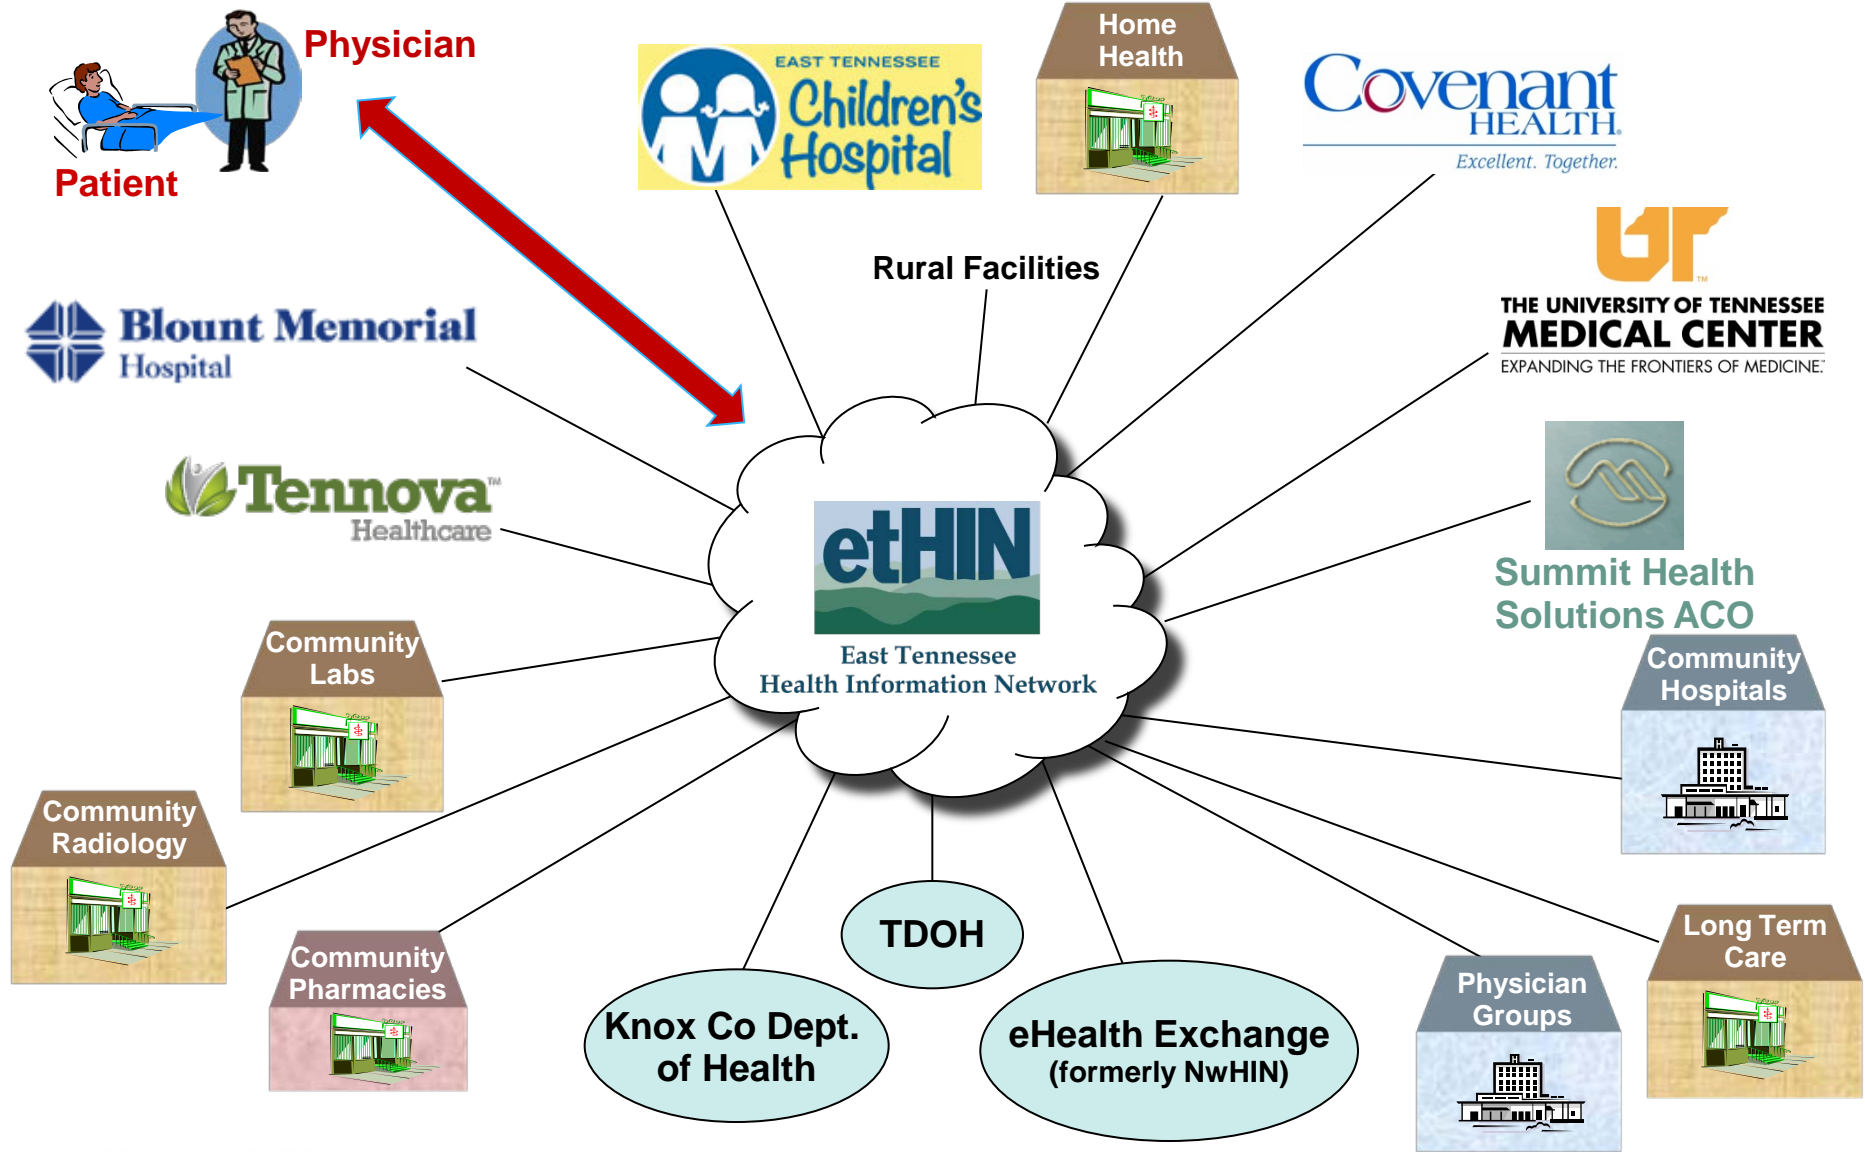 Physician
Patient
EAST TENNESSEE
Children's
Hospital
Home
Health
Covenant
HEALTH®
Excellent. Together.
Rural Facilities
UT™
THE UNIVERSITY OF TENNESSEE
MEDICAL CENTER
EXPANDING THE FRONTIERS OF MEDICINE.℠
Blount Memorial
Hospital
Tennova™
Healthcare
etHIN
East Tennessee
Health Information Network
Summit Health
Solutions ACO
Community
Labs
Community
Hospitals
Community
Radiology
Community
Pharmacies
Knox Co Dept.
of Health
TDOH
eHealth Exchange
(formerly NwHIN)
Physician
Groups
Long Term
Care